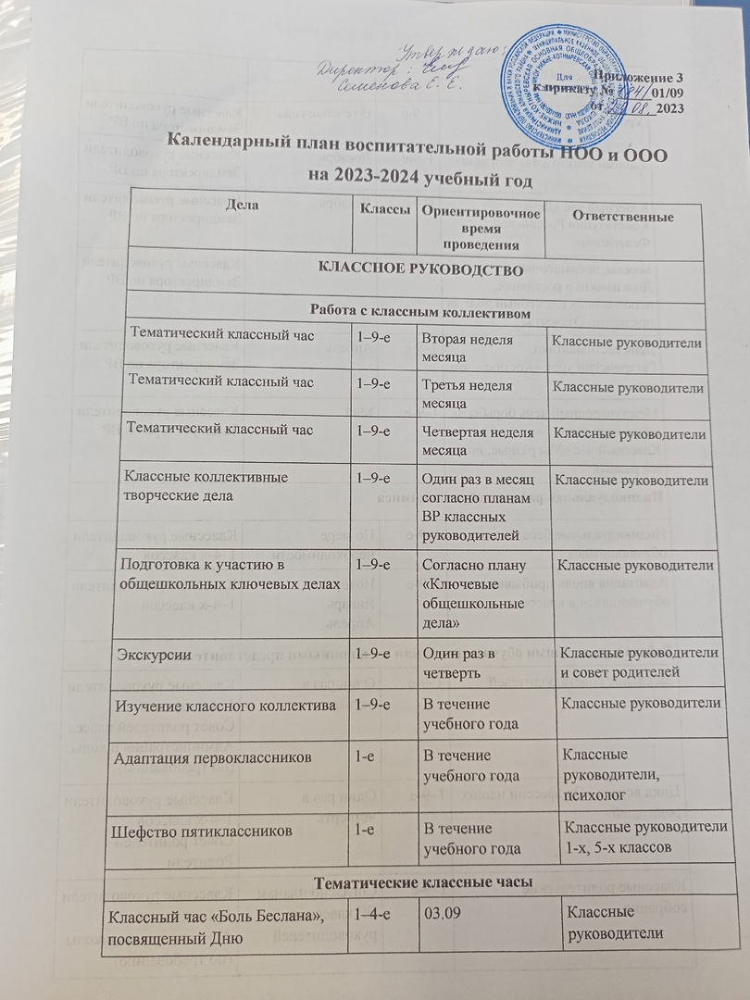 Утверждаю:
Директор:
Семенова Е. Е.
Для
Приложение 3
к приказу № 184/01/09
от 29.08. 2023
Календарный план воспитательной работы НОО и ООО
на 2023-2024 учебный год
Дела Классы Ориентировочное время проведения Ответственные
КЛАССНОЕ РУКОВОДСТВО
Работа с классным коллективом
Тематический классный час 1–9-е Вторая неделя месяца Классные руководители
Тематический классный час 1–9-е Третья неделя месяца Классные руководители
Тематический классный час 1–9-е Четвертая неделя месяца Классные руководители
Классные коллективные творческие дела 1–9-е Один раз в месяц согласно планам ВР классных руководителей Классные руководители
Подготовка к участию в общешкольных ключевых делах 1–9-е Согласно плану «Ключевые общешкольные дела» Классные руководители
Экскурсии 1–9-е Один раз в четверть Классные руководители и совет родителей
Изучение классного коллектива 1–9-е В течение учебного года Классные руководители
Адаптация первоклассников 1-е В течение учебного года Классные руководители, психолог
Шефство пятиклассников 1-е В течение учебного года Классные руководители 1-х, 5-х классов
Тематические классные часы
Классный час «Боль Беслана», посвященный Дню 1–4-е 03.09 Классные руководители